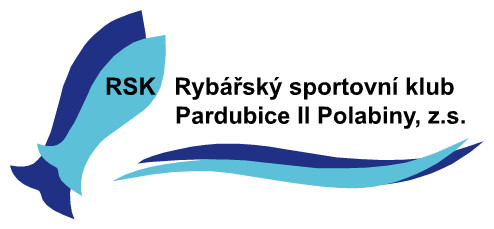 RSK Rybářský sportovní klub
Pardubice II Polabiny, z.s.